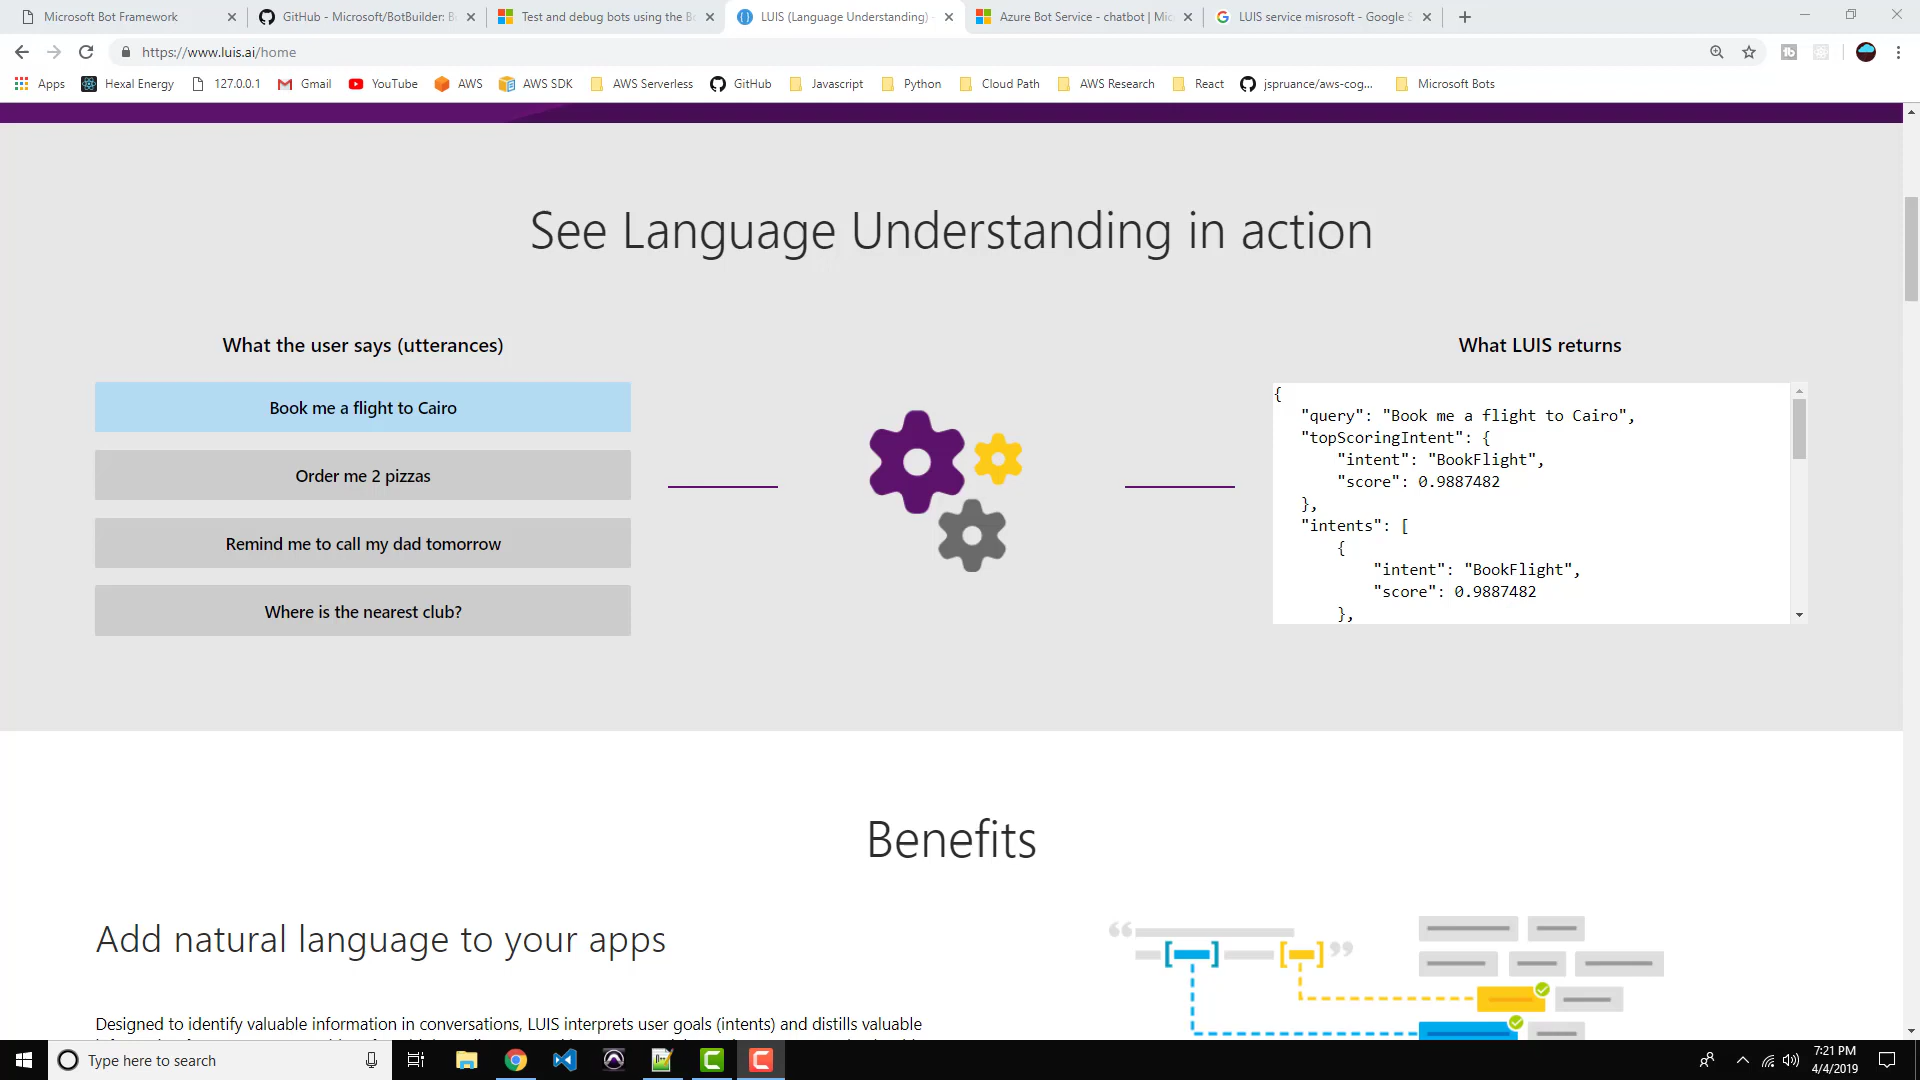 Microsoft Bot Framework
GitHub - Microsoft/BotBuilder: B
Test and debug bots using the Bo
LUIS (Language Understanding) -
Azure Bot Service - chatbot | Mic
LUIS service misrosoft - Google S
https://www.luis.ai/home
Apps
Hexal Energy
127.0.0.1
Gmail
YouTube
AWS
AWS SDK
AWS Serverless
GitHub
Javascript
Python
Cloud Path
AWS Research
React
jspruance/aws-cog...
Microsoft Bots
See Language Understanding in action
What the user says (utterances)
Book me a flight to Cairo
Order me 2 pizzas
Remind me to call my dad tomorrow
Where is the nearest club?
What LUIS returns
{
"query": "Book me a flight to Cairo",
"topScoringIntent": {
"intent": "BookFlight",
"score": 0.9887482
},
"intents": [
{
"intent": "BookFlight",
"score": 0.9887482
},
Benefits
Add natural language to your apps
Designed to identify valuable information in conversations, LUIS interprets user goals (intents) and distills valuable
Type here to search
7:21 PM
4/4/2019